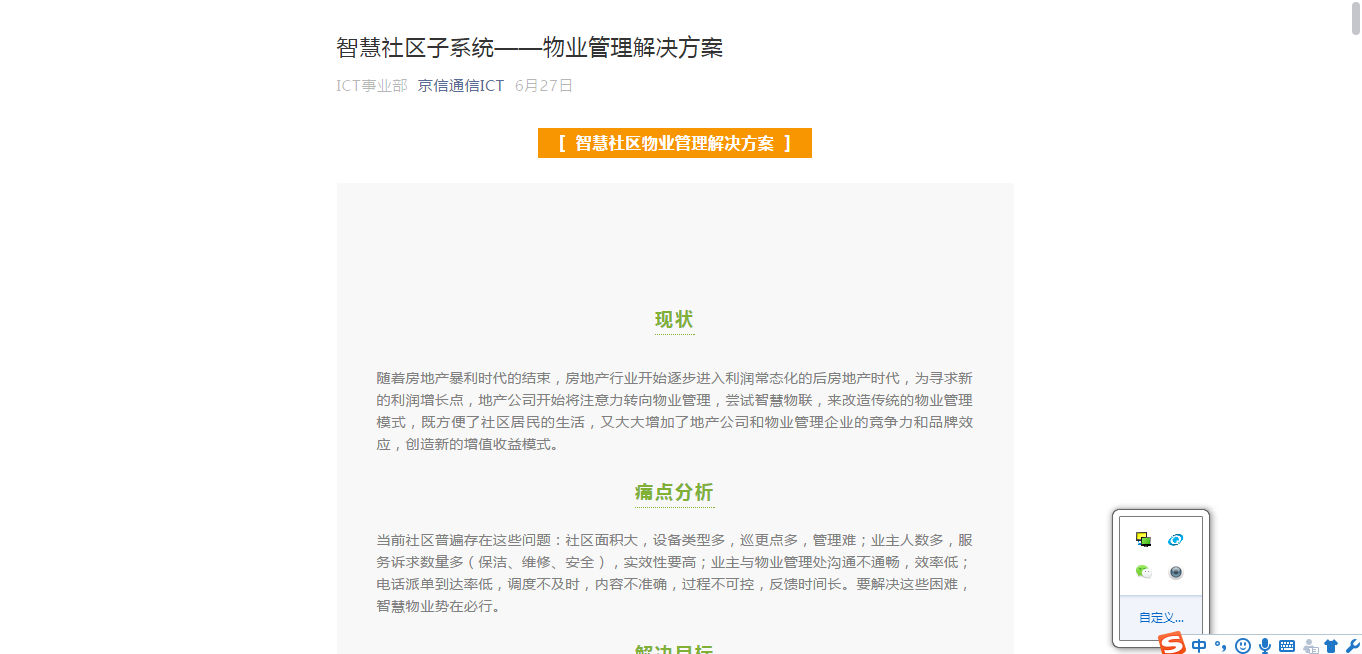 智慧社区子系统——物业管理解决方案
ICT事业部 京信通信ICT 6月27日
[ 智慧社区物业管理解决方案 ]
现状
随着房地产暴利时代的结束，房地产行业开始逐步进入利润常态化的后房地产时代，为寻求新
的利润增长点，地产公司开始将注意力转向物业管理，尝试智慧物联，来改造传统的物业管理
模式，既方便了社区居民的生活，又大大增加了地产公司和物业管理企业的竞争力和品牌效
应，创造新的增值收益模式。
痛点分析
当前社区普遍存在这些问题：社区面积大，设备类型多，巡更点多，管理难；业主人数多，服
务诉求数量多（保洁、维修、安全），实效性要高；业主与物业管理处沟通不通畅，效率低；
电话派单到达率低，调度不及时，内容不准确，过程不可控，反馈时间长。要解决这些困难，
智慧物业势在必行。
解决目标
自定义...
中